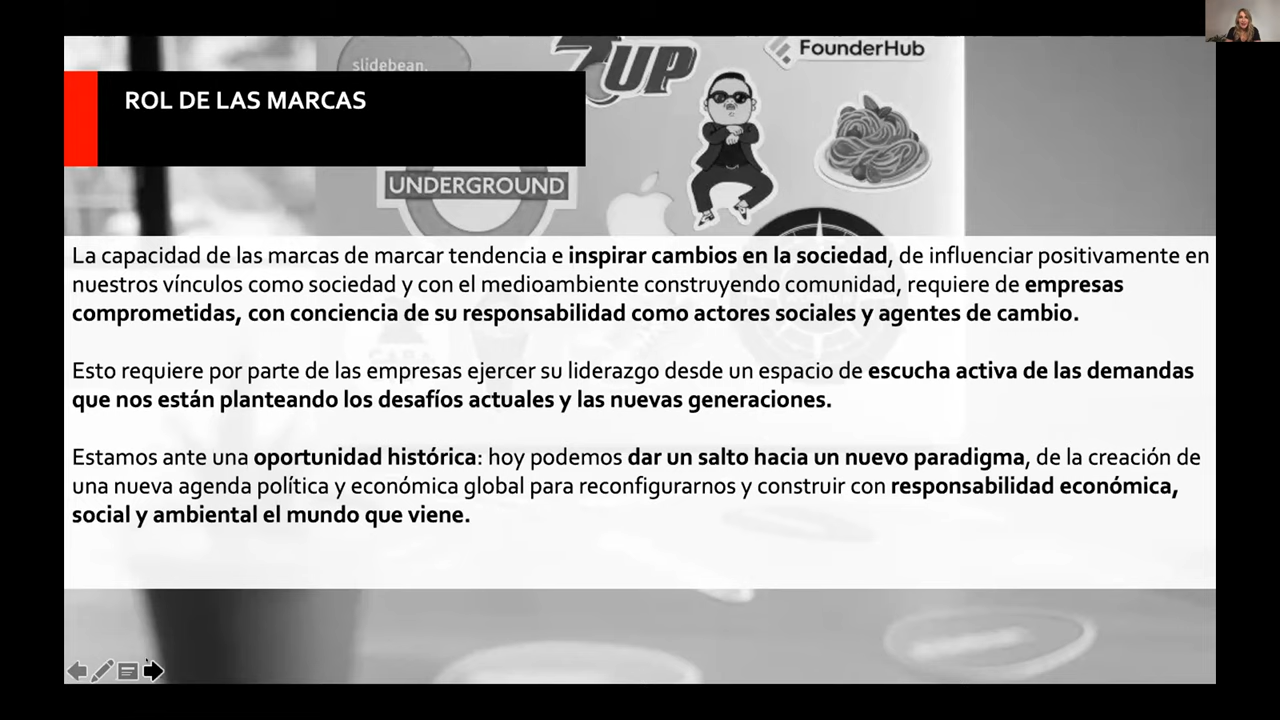 slidebean.
7UP
FounderHub
ROL DE LAS MARCAS
UNDERGROUND
La capacidad de las marcas de marcar tendencia e inspirar cambios en la sociedad, de influenciar positivamente en
nuestros vínculos como sociedad y con el medioambiente construyendo comunidad, requiere de empresas
comprometidas, con conciencia de su responsabilidad como actores sociales y agentes de cambio.
Esto requiere por parte de las empresas ejercer su liderazgo desde un espacio de escucha activa de las demandas
que nos están planteando los desafíos actuales y las nuevas generaciones.
Estamos ante una oportunidad histórica: hoy podemos dar un salto hacia un nuevo paradigma, de la creación de
una nueva agenda política y económica global para reconfigurarnos y construir con responsabilidad económica,
social y ambiental el mundo que viene.